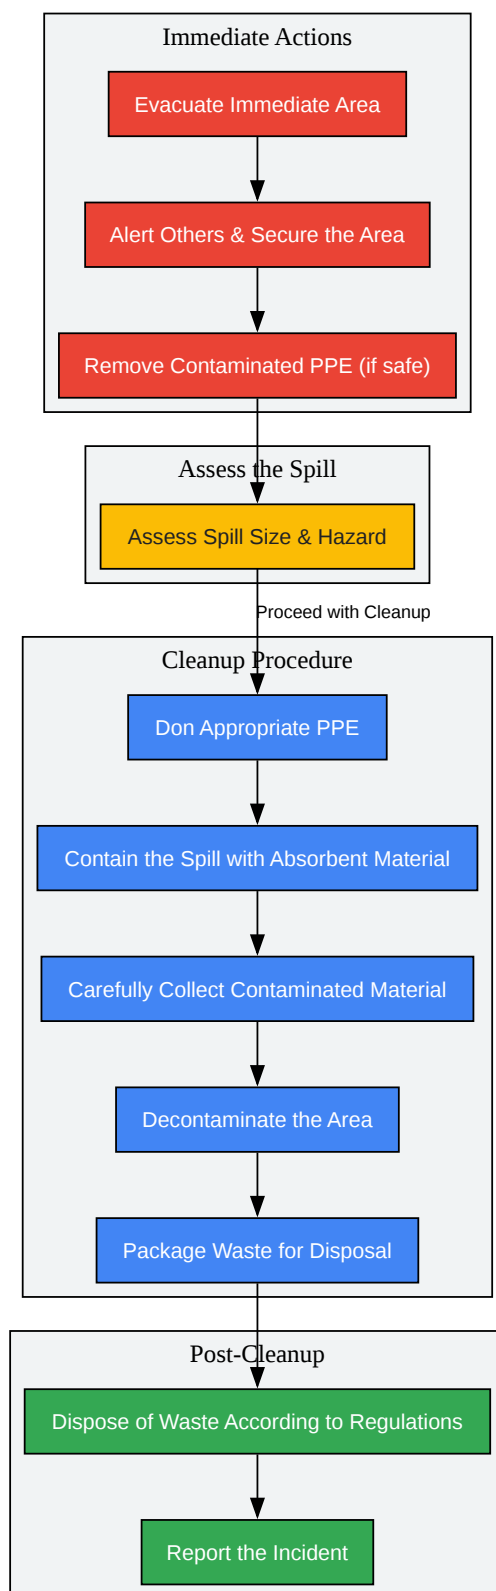 Immediate Actions
Evacuate Immediate Area
Alert Others & Secure the Area
Remove Contaminated PPE (if safe)
Assess the Spill
Assess Spill Size & Hazard
Proceed with Cleanup
Cleanup Procedure
Don Appropriate PPE
Contain the Spill with Absorbent Material
Carefully Collect Contaminated Material
Decontaminate the Area
Package Waste for Disposal
Post-Cleanup
Dispose of Waste According to Regulations
Report the Incident